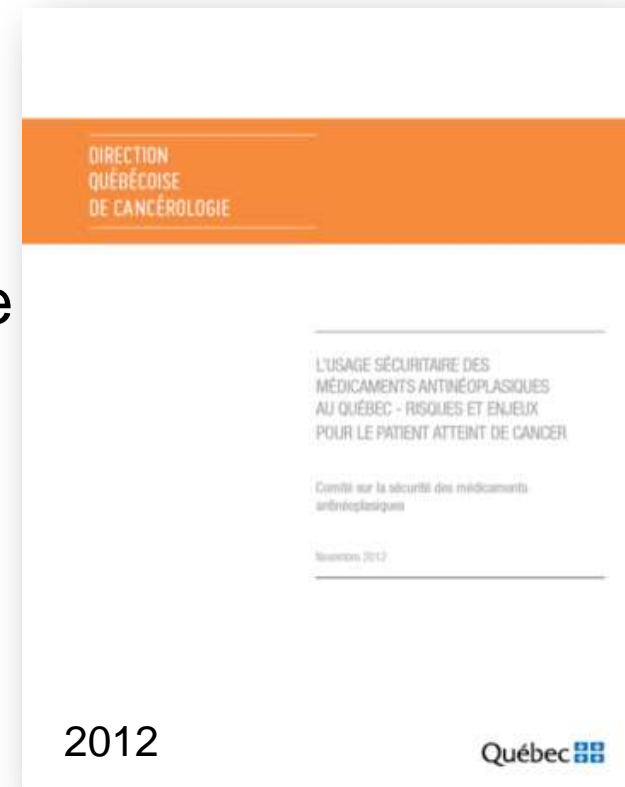 DIRECTION
QUÉBÉCOISE
DE CANCÉROLOGIE
e
L'USAGE SÉCURITAIRE DES
MÉDICAMENTS ANTINÉOPLASIQUES
AU QUÉBEC - RISQUES ET ENJEUX
POUR LE PATIENT ATTEINT DE CANCER
Comité sur la sécurité des médicaments
antinéoplasiques
Novembre 2012
2012
Québec